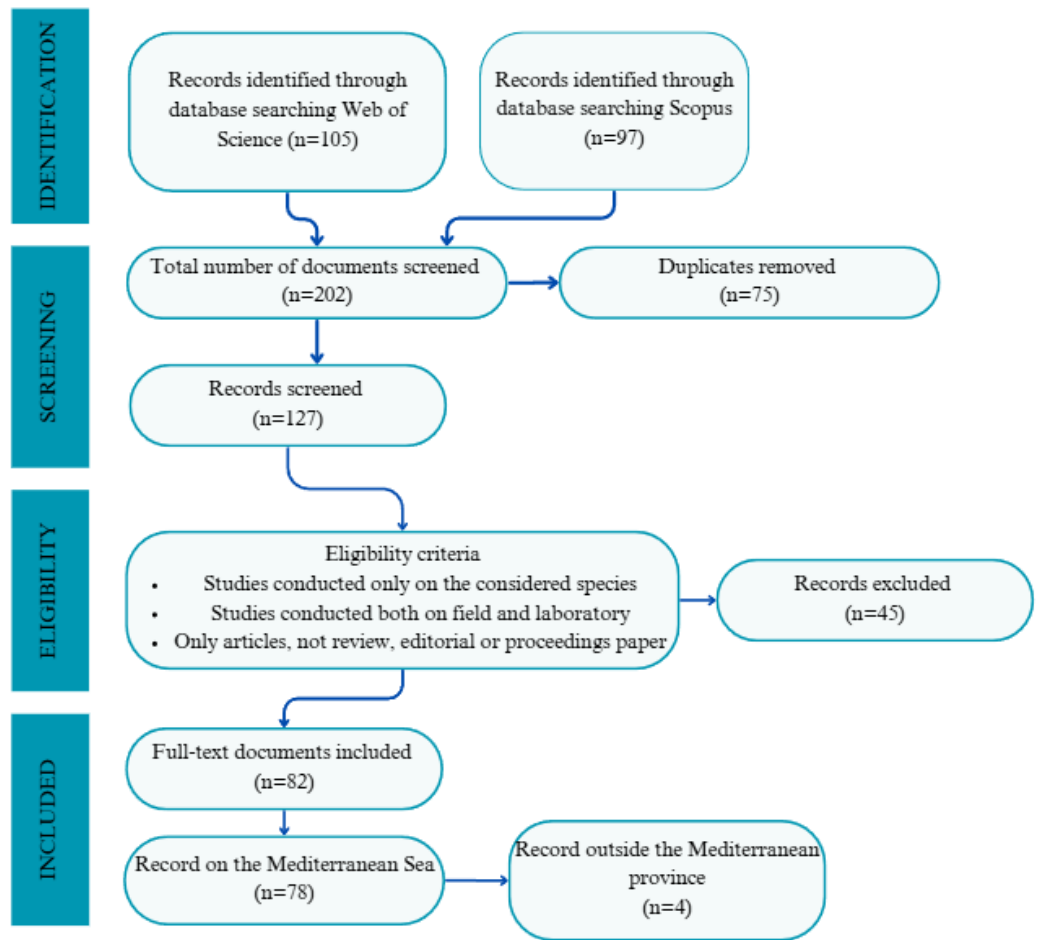 IDENTIFICATION
Records identified through
database searching Web of
Science (n=105)
Records identified through
database searching Scopus
(n=97)
SCREENING
Total number of documents screened
(n=202)
Duplicates removed
(n=75)
Records screened
(n=127)
ELIGIBILITY
Eligibility criteria
• Studies conducted only on the considered species
• Studies conducted both on field and laboratory
• Only articles, not review, editorial or proceedings paper
Records excluded
(n=45)
INCLUDED
Full-text documents included
(n=82)
Record on the Mediterranean Sea
(n=78)
Record outside the Mediterranean
province
(n=4)